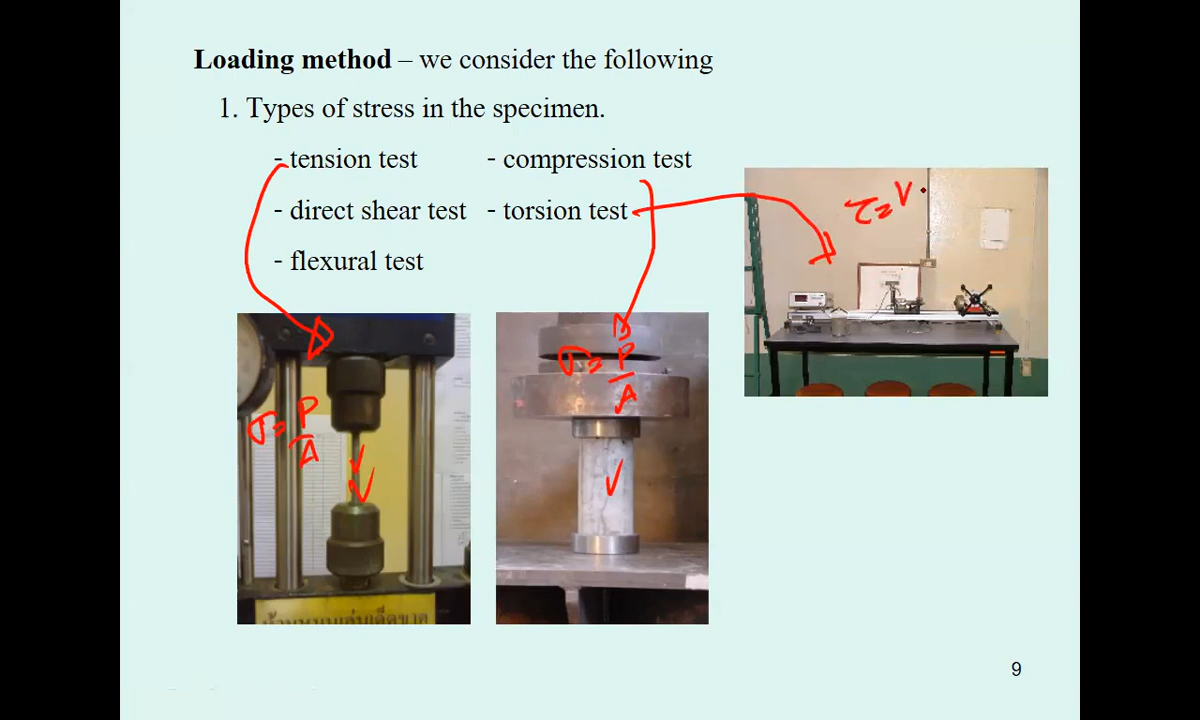 Loading method – we consider the following
1. Types of stress in the specimen.
- tension test - compression test
- direct shear test - torsion test
- flexural test
τ = V
σ = P
A
σ = P
A
9